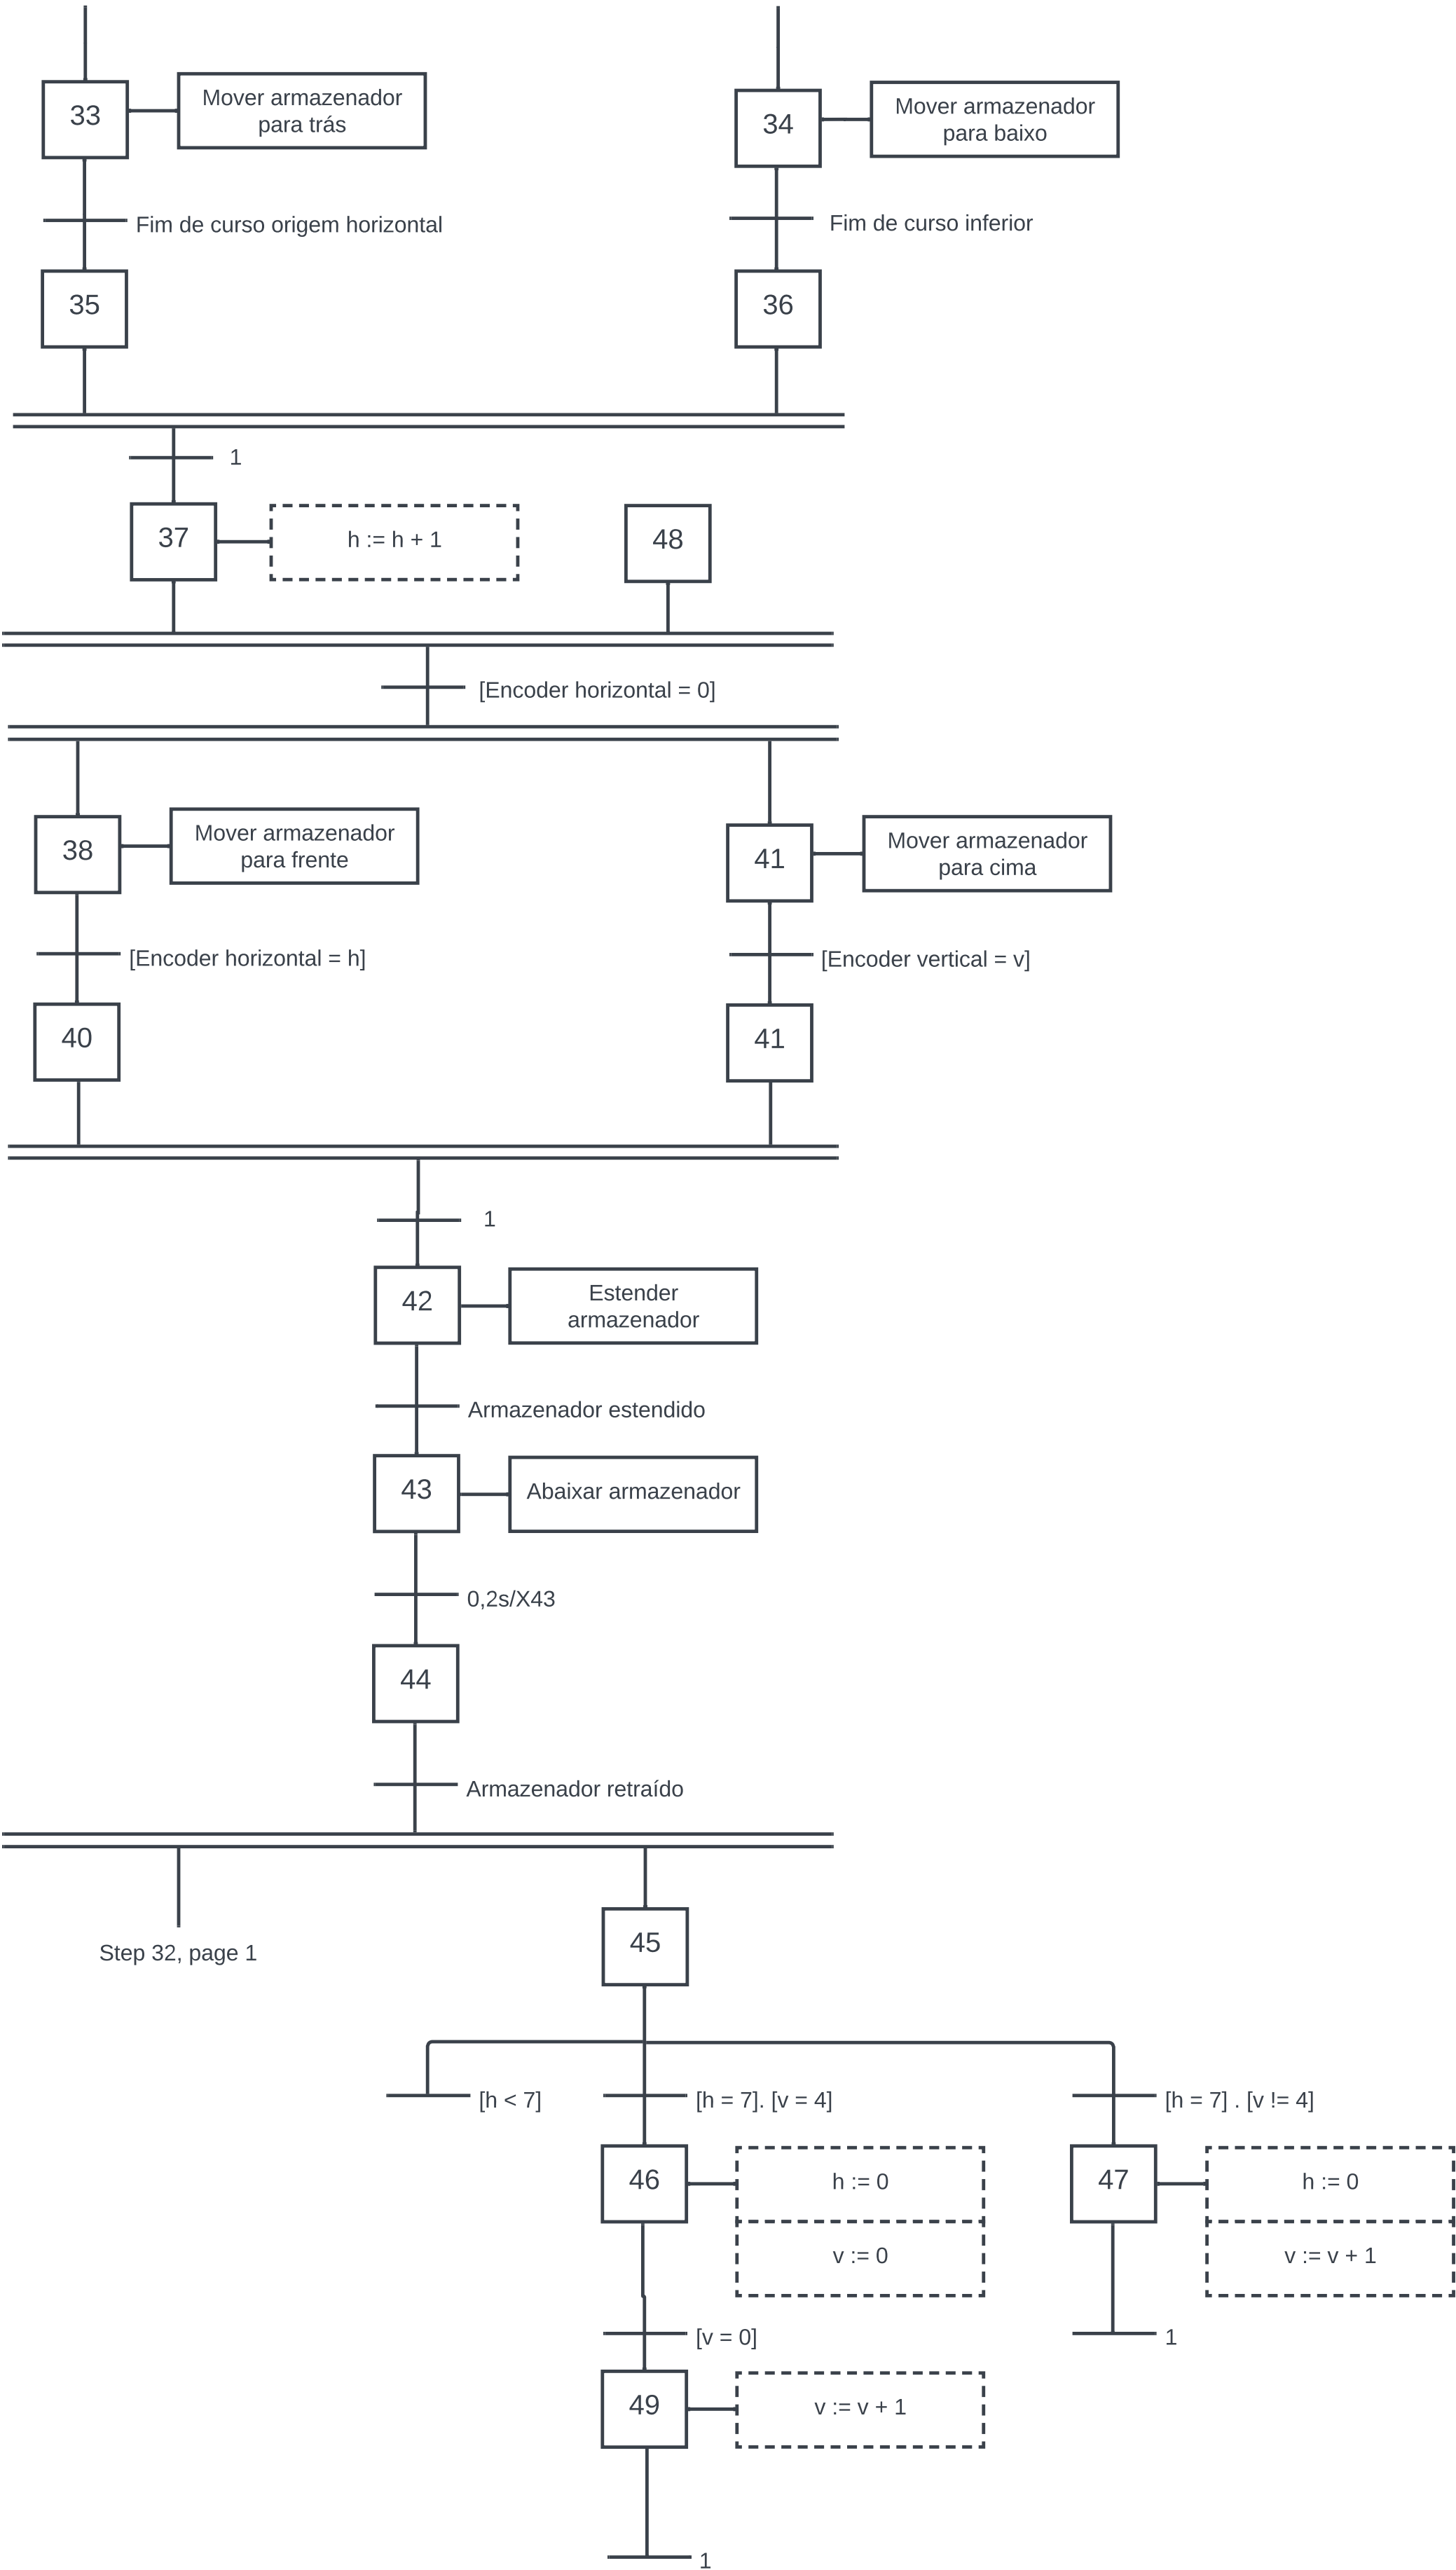 33
Mover armazenador
para trás
34
Mover armazenador
para baixo
Fim de curso origem horizontal
Fim de curso inferior
35
36
1
37
h := h + 1
48
[Encoder horizontal = 0]
38
Mover armazenador
para frente
41
Mover armazenador
para cima
[Encoder horizontal = h]
[Encoder vertical = v]
40
41
1
42
Estender
armazenador
Armazenador estendido
43
Abaixar armazenador
0,2s/X43
44
Armazenador retraído
Step 32, page 1
45
[h < 7]
[h = 7]. [v = 4]
[h = 7] . [v != 4]
46
h := 0
v := 0
47
h := 0
v := v + 1
[v = 0]
1
49
v := v + 1
1